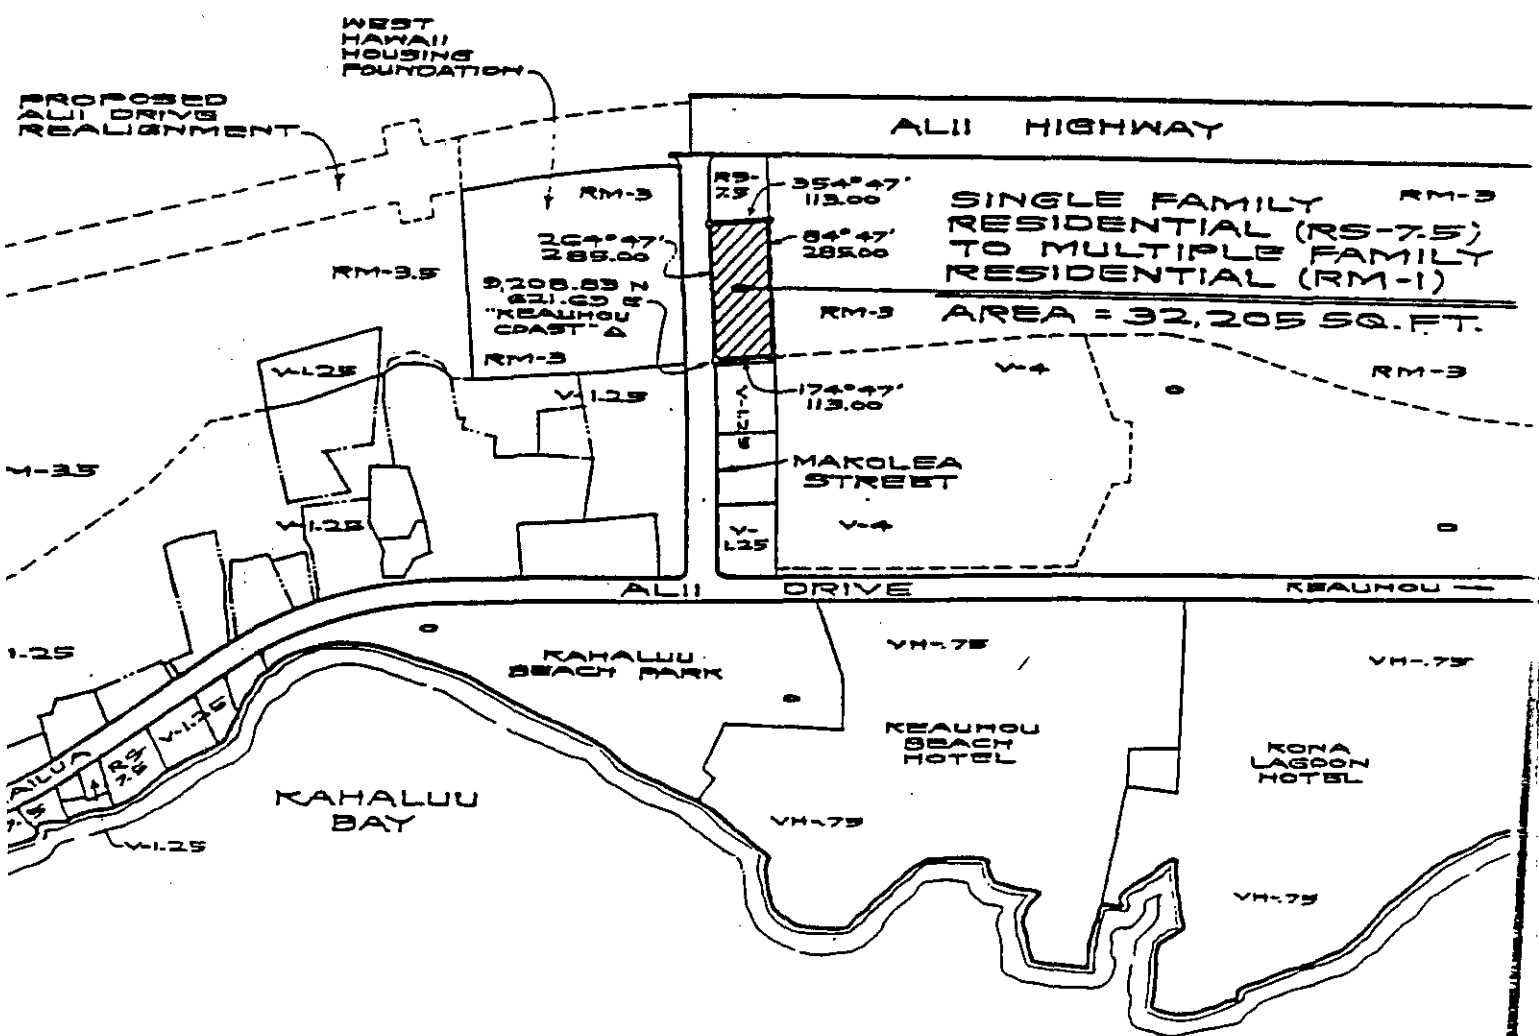 WEST
HAWAII
HOUSING
FOUNDATION
PROPOSED
ALII DRIVE
REALIGNMENT
ALII HIGHWAY
RM-3
RS-
7.5
354°47'
113.00
SINGLE FAMILY
RESIDENTIAL (RS-7.5)
TO MULTIPLE FAMILY
RESIDENTIAL (RM-1)
AREA = 32,205 SQ. FT.
RM-3
264°47'
285.00
84°47'
285.00
RM-3.5
9,208.83 N
621.69 E
"KEAUHOU
COAST" Δ
RM-3
RM-3
V-1.25
V-1.25
V-1.25
174°47'
113.00
V-4
RM-3
MAKOLEA
STREET
M-3.5
V-1.25
V-
1.25
V-4
ALII DRIVE
KEAUHOU
1.25
KAHALUU
BEACH PARK
VH-.75
VH-.75
V-1.25
RS-
7.5
AILUA
KEAUHOU
BEACH
HOTEL
KONA
LAGOON
HOTEL
KAHALUU
BAY
VH-.75
V-1.25
VH-.75